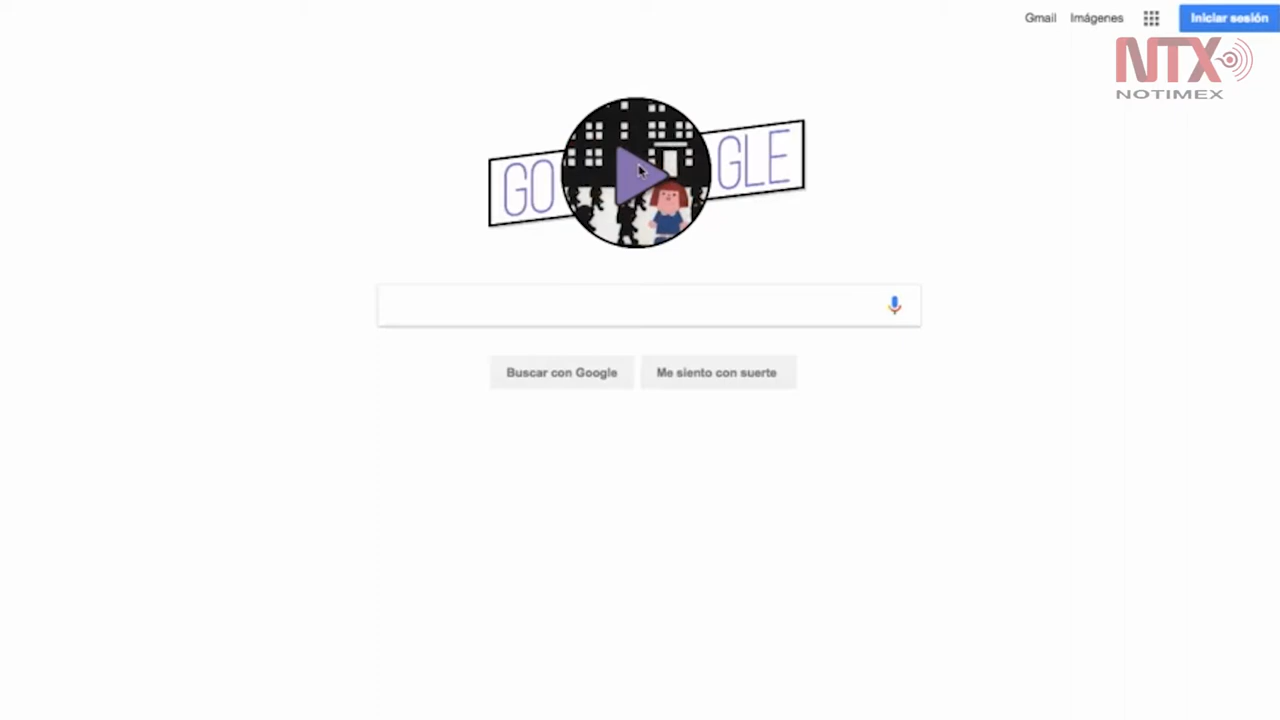 Gmail Imágenes Iniciar sesión
NTX
NOTIMEX
GO GLE
Buscar con Google Me siento con suerte